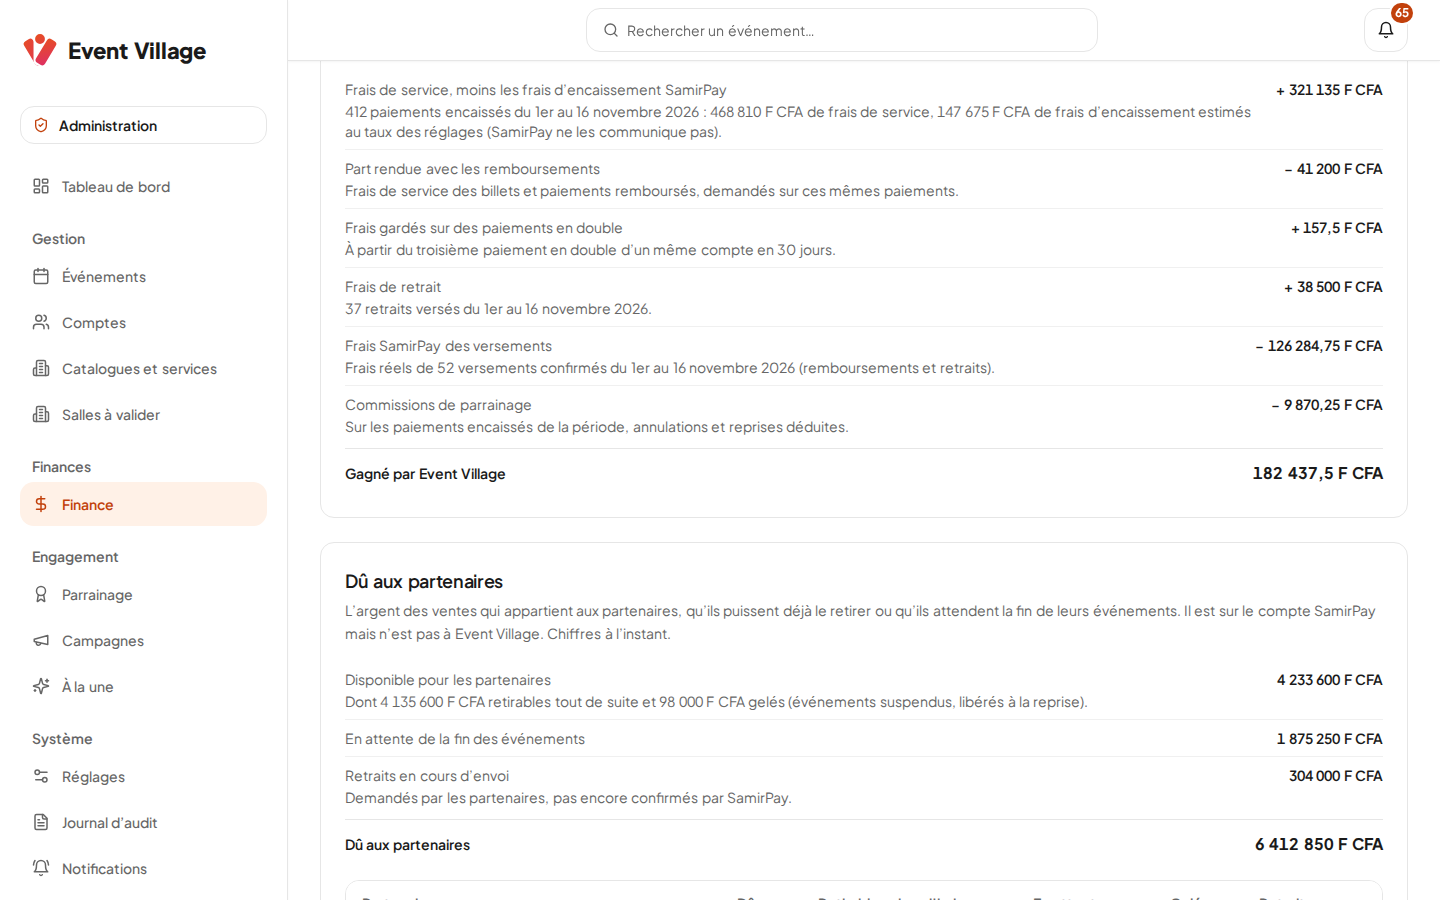 Rechercher un événement…
65
Event Village
Administration
Tableau de bord
Gestion
Événements
Comptes
Catalogues et services
Salles à valider
Finances
Finance
Engagement
Parrainage
Campagnes
À la une
Système
Réglages
Journal d’audit
Notifications
Frais de service, moins les frais d’encaissement SamirPay
+ 321 135 F CFA
412 paiements encaissés du 1er au 16 novembre 2026 : 468 810 F CFA de frais de service, 147 675 F CFA de frais d’encaissement estimés
au taux des réglages (SamirPay ne les communique pas).
Part rendue avec les remboursements
− 41 200 F CFA
Frais de service des billets et paiements remboursés, demandés sur ces mêmes paiements.
Frais gardés sur des paiements en double
+ 157,5 F CFA
À partir du troisième paiement en double d’un même compte en 30 jours.
Frais de retrait
+ 38 500 F CFA
37 retraits versés du 1er au 16 novembre 2026.
Frais SamirPay des versements
− 126 284,75 F CFA
Frais réels de 52 versements confirmés du 1er au 16 novembre 2026 (remboursements et retraits).
Commissions de parrainage
− 9 870,25 F CFA
Sur les paiements encaissés de la période, annulations et reprises déduites.
Gagné par Event Village
182 437,5 F CFA
Dû aux partenaires
L’argent des ventes qui appartient aux partenaires, qu’ils puissent déjà le retirer ou qu’ils attendent la fin de leurs événements. Il est sur le compte SamirPay
mais n’est pas à Event Village. Chiffres à l’instant.
Disponible pour les partenaires
4 233 600 F CFA
Dont 4 135 600 F CFA retirables tout de suite et 98 000 F CFA gelés (événements suspendus, libérés à la reprise).
En attente de la fin des événements
1 875 250 F CFA
Retraits en cours d’envoi
304 000 F CFA
Demandés par les partenaires, pas encore confirmés par SamirPay.
Dû aux partenaires
6 412 850 F CFA